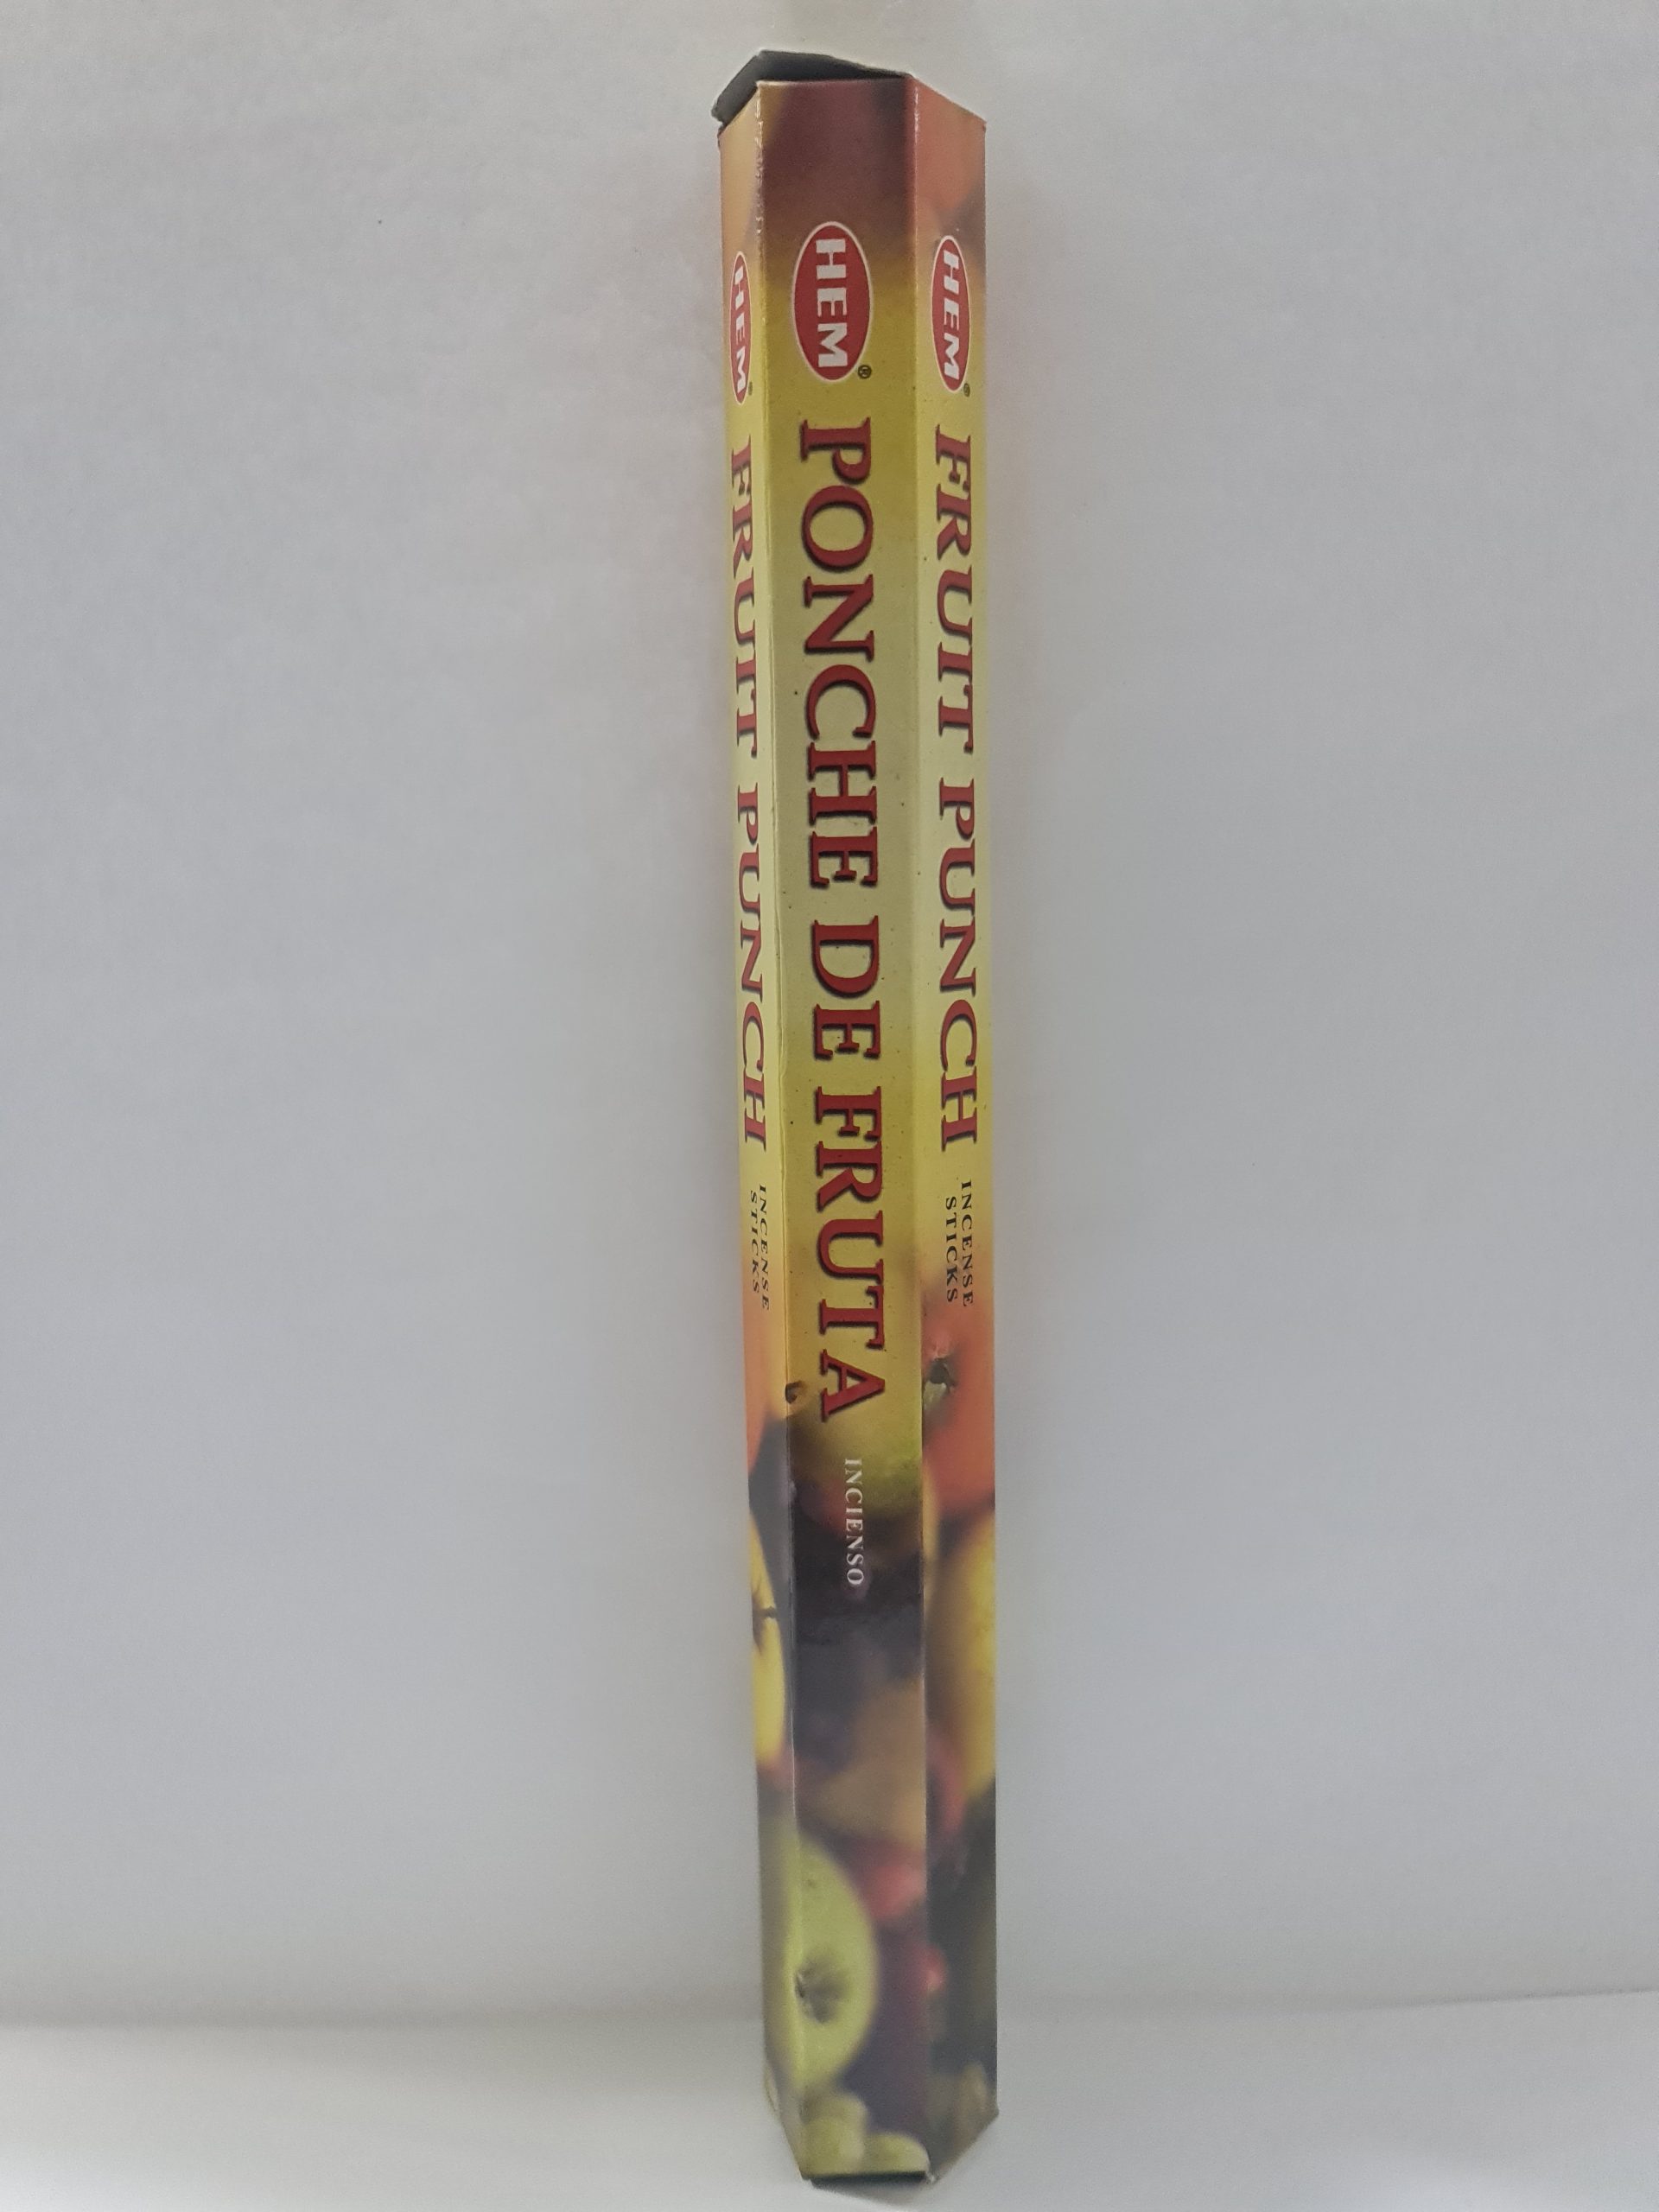 HEM®
FRUIT PUNCH
INCENSE
STICKS
HEM®
PONCHE DE FRUTA
INCIENSO
HEM®
FRUIT PUNCH
INCENSE
STICKS